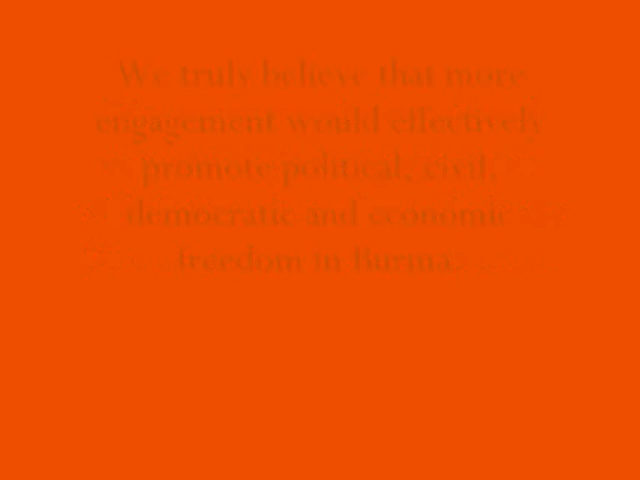 We truly believe that more
engagement would effectively
promote political, civil,
democratic and economic
freedom in Burma.